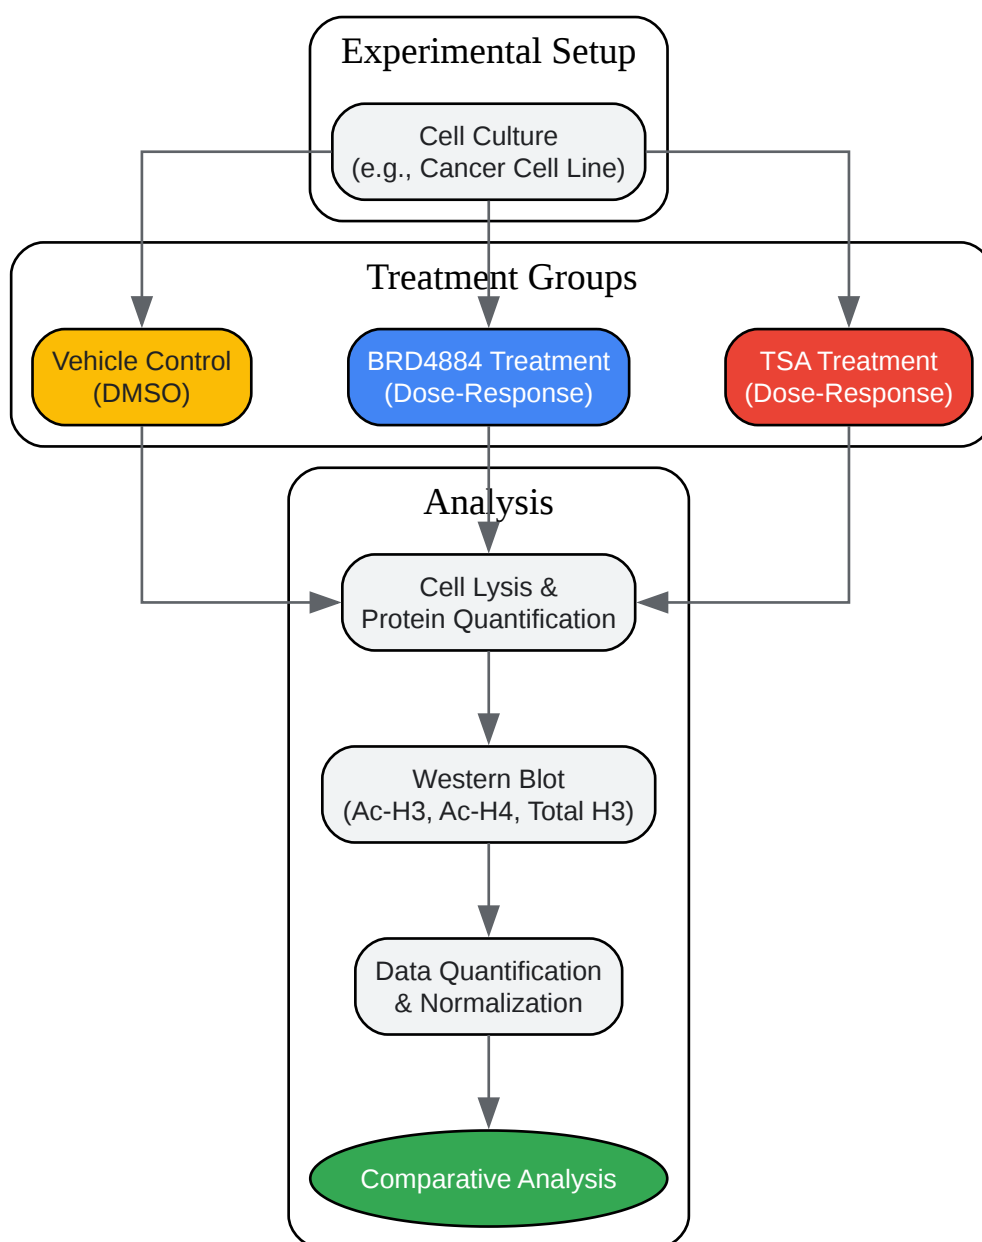 Experimental Setup
Cell Culture
(e.g., Cancer Cell Line)
Treatment Groups
Vehicle Control
(DMSO)
BRD4884 Treatment
(Dose-Response)
TSA Treatment
(Dose-Response)
Analysis
Cell Lysis &
Protein Quantification
Western Blot
(Ac-H3, Ac-H4, Total H3)
Data Quantification
& Normalization
Comparative Analysis